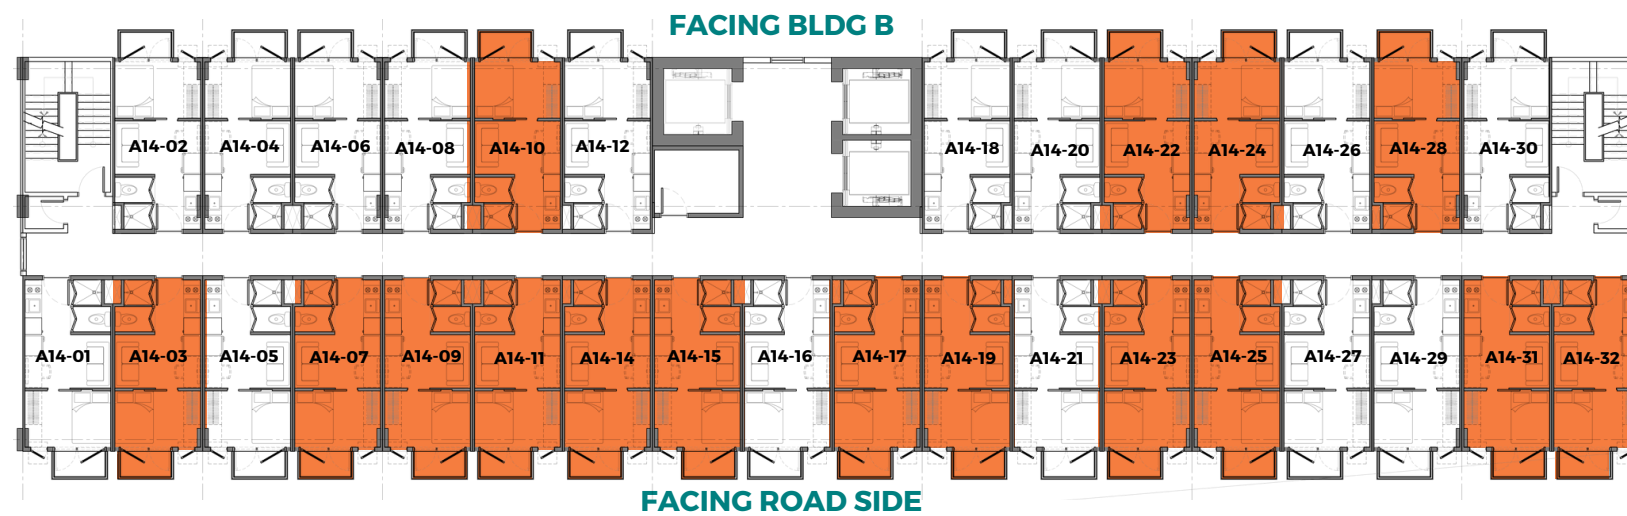 FACING BLDG B
A14-02 A14-04 A14-06 A14-08 A14-10 A14-12 A14-18 A14-20 A14-22 A14-24 A14-26 A14-28 A14-30
A14-01 A14-03 A14-05 A14-07 A14-09 A14-11 A14-14 A14-15 A14-16 A14-17 A14-19 A14-21 A14-23 A14-25 A14-27 A14-29 A14-31 A14-32
FACING ROAD SIDE